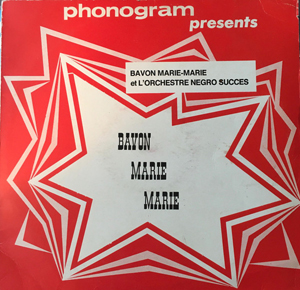 phonogram
presents
BAVON MARIE-MARIE
et L'ORCHESTRE NEGRO SUCCES
BAVON
MARIE
MARIE